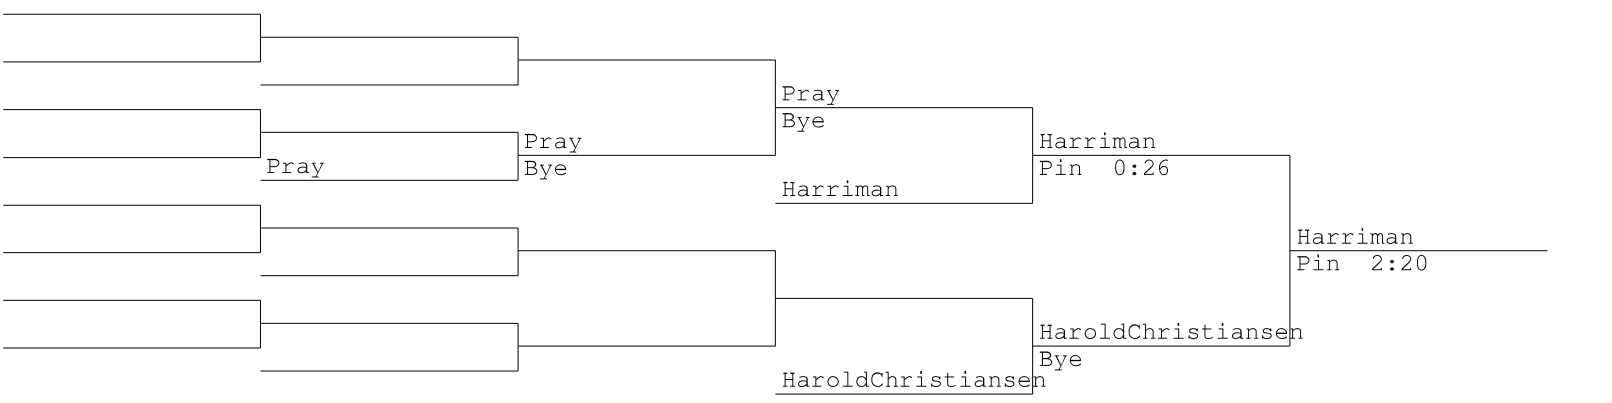 Pray
Pray
Bye
Pray
Bye
Harriman
Harriman
Pin  0:26
HaroldChristiansen
HaroldChristiansen
Bye
Harriman
Pin  2:20